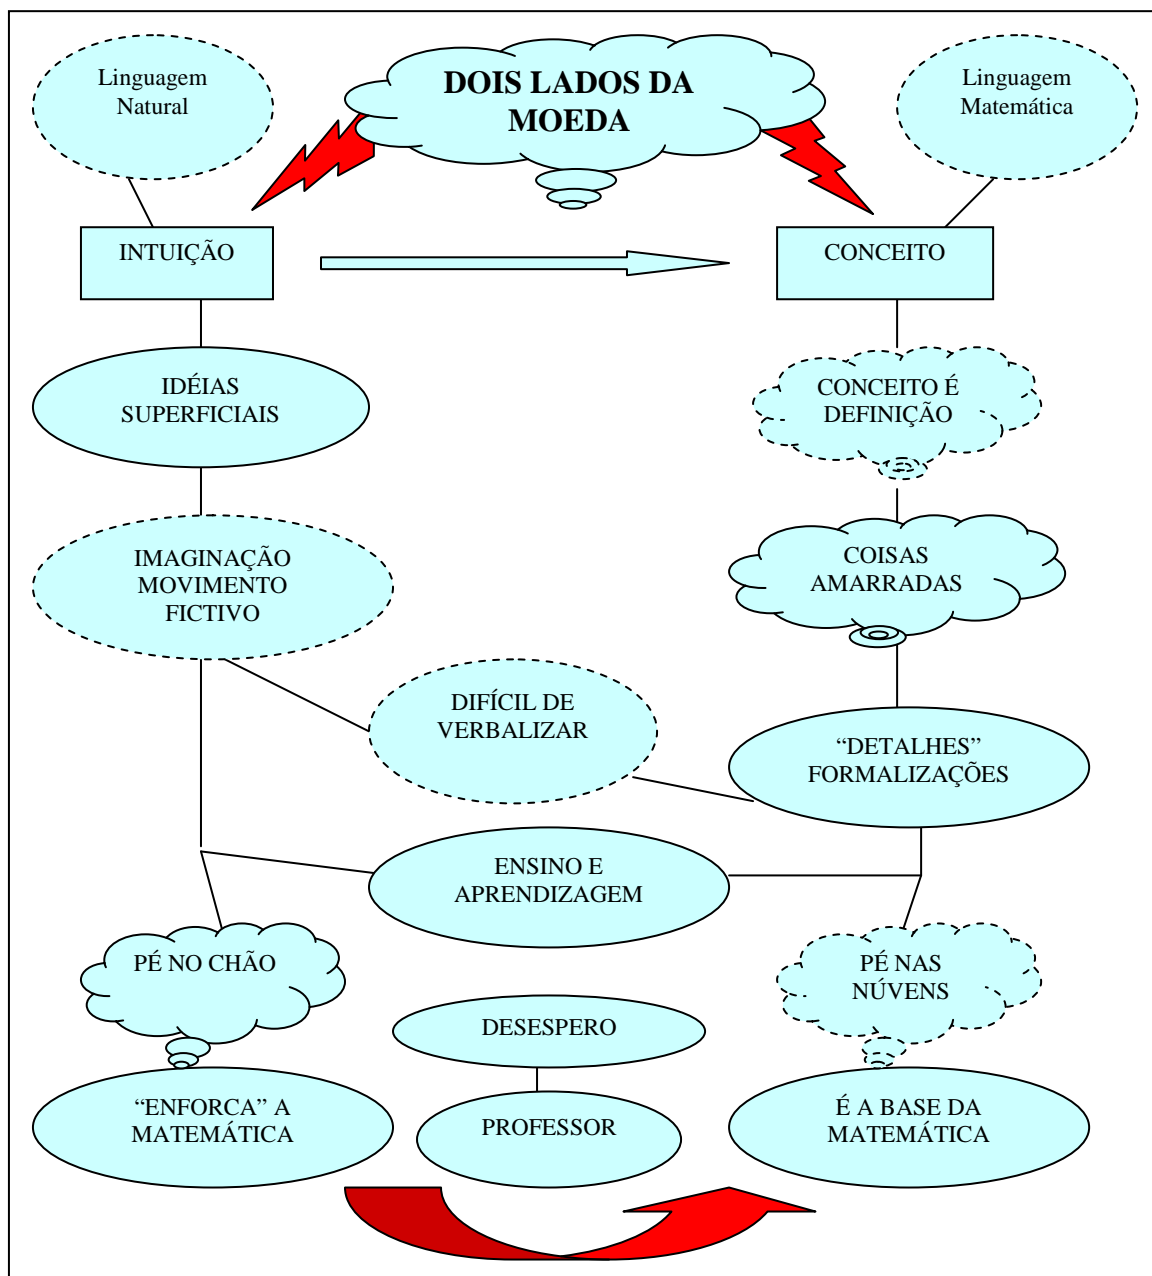 Linguagem
Natural
DOIS LADOS DA
MOEDA
Linguagem
Matemática
INTUIÇÃO
CONCEITO
IDÉIAS
SUPERFICIAIS
CONCEITO É
DEFINIÇÃO
IMAGINAÇÃO
MOVIMENTO
FICTIVO
COISAS
AMARRADAS
DIFÍCIL DE
VERBALIZAR
“DETALHES”
FORMALIZAÇÕES
ENSINO E
APRENDIZAGEM
PÉ NO CHÃO
PÉ NAS
NÚVENS
DESESPERO
“ENFORCA” A
MATEMÁTICA
PROFESSOR
É A BASE DA
MATEMÁTICA